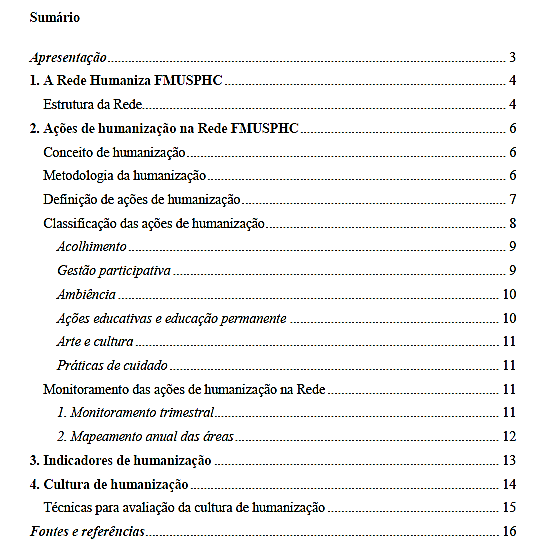 Sumário
Apresentação 3
1. A Rede Humaniza FMUSPHC 4
Estrutura da Rede 4
2. Ações de humanização na Rede FMUSPHC 6
Conceito de humanização 6
Metodologia da humanização 6
Definição de ações de humanização 7
Classificação das ações de humanização 8
Acolhimento 9
Gestão participativa 9
Ambiência 10
Ações educativas e educação permanente 10
Arte e cultura 11
Práticas de cuidado 11
Monitoramento das ações de humanização na Rede 11
1. Monitoramento trimestral 11
2. Mapeamento anual das áreas 12
3. Indicadores de humanização 13
4. Cultura de humanização 14
Técnicas para avaliação da cultura de humanização 15
Fontes e referências 16